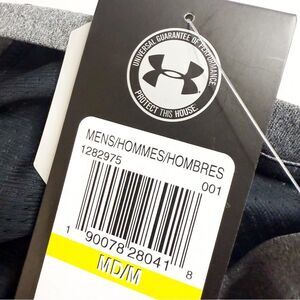 UNIVERSAL GUARANTEE OF PERFORMANCE
PROTECT THIS HOUSE.
MENS/HOMMES/HOMBRES
1282975
001
1 90078 28041 8
MD/M